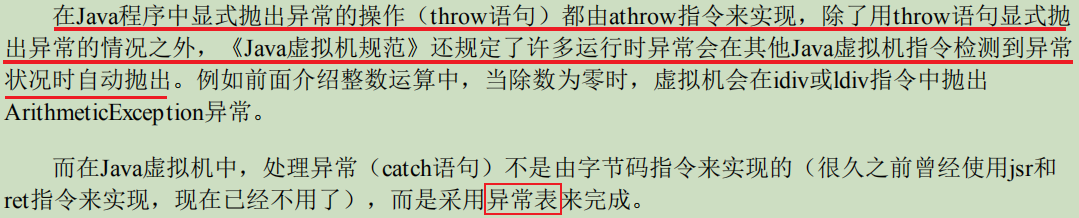 在Java程序中显式抛出异常的操作（throw语句）都由athrow指令来实现，除了用throw语句显式抛
出异常的情况之外，《Java虚拟机规范》还规定了许多运行时异常会在其他Java虚拟机指令检测到异常
状况时自动抛出。例如前面介绍整数运算中，当除数为零时，虚拟机会在idiv或ldiv指令中抛出
ArithmeticException异常。
而在Java虚拟机中，处理异常（catch语句）不是由字节码指令来实现的（很久之前曾经使用jsr和
ret指令来实现，现在已经不用了），而是采用异常表来完成。